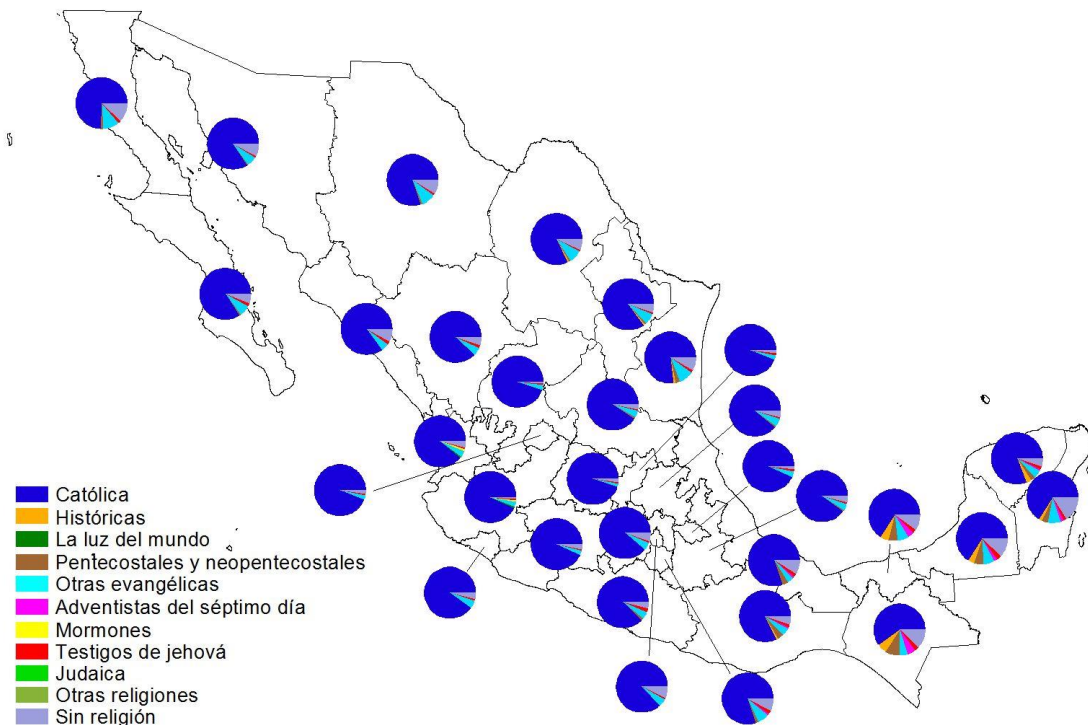 Católica
Históricas
La luz del mundo
Pentecostales y neopentecostales
Otras evangélicas
Adventistas del séptimo día
Mormones
Testigos de jehová
Judaica
Otras religiones
Sin religión